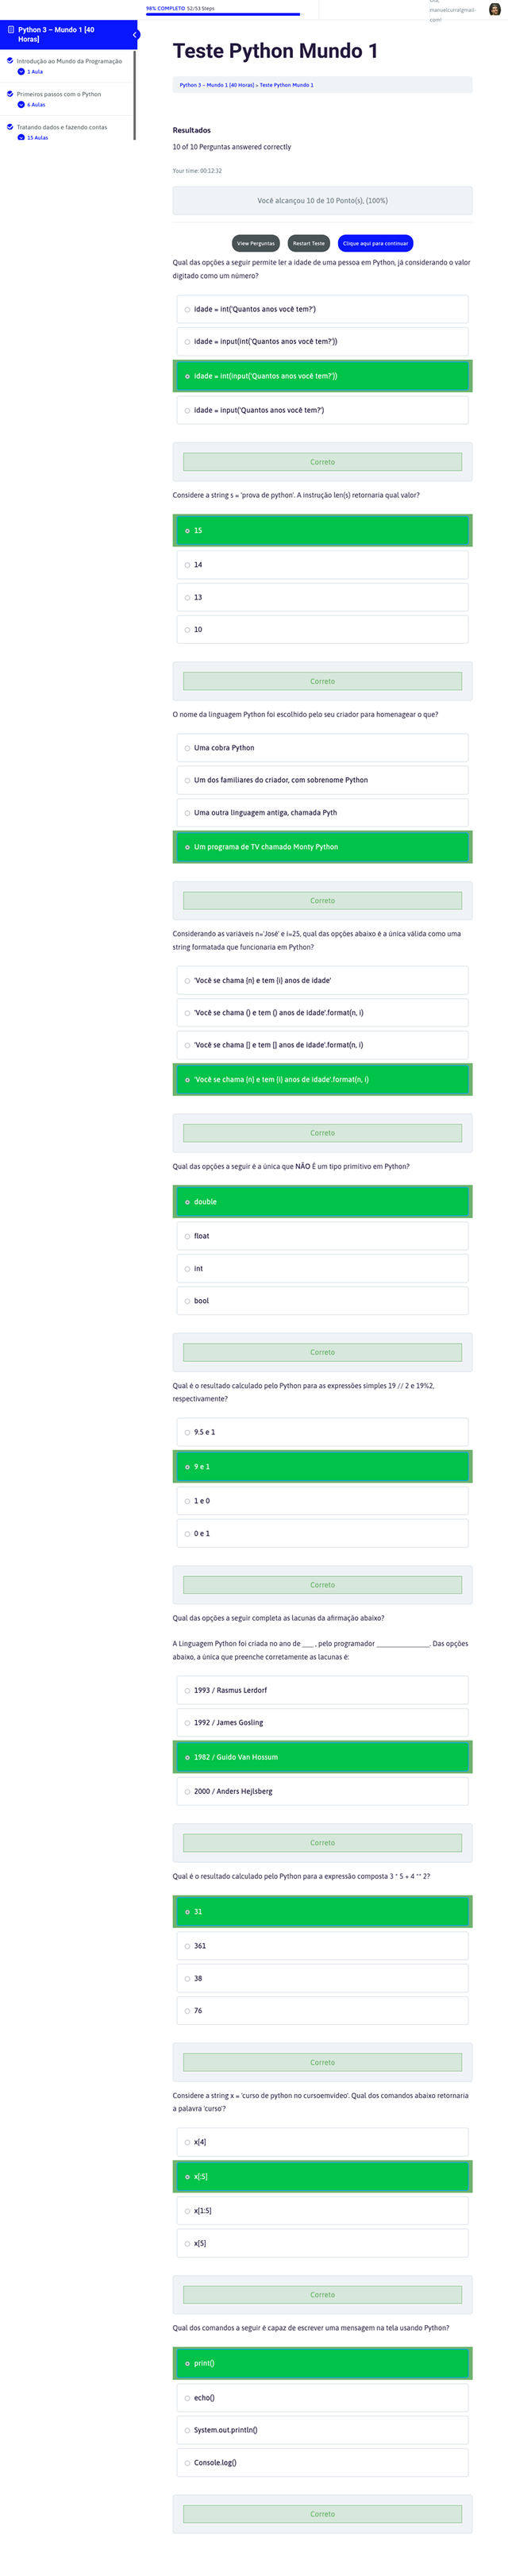 98% COMPLETO 52/53 Steps
manuelcurralgmail-
com!
Python 3 – Mundo 1 [40
Horas]
Introdução ao Mundo da Programação
1 Aula
Primeiros passos com o Python
6 Aulas
Tratando dados e fazendo contas
15 Aulas
Teste Python Mundo 1
Python 3 – Mundo 1 [40 Horas] > Teste Python Mundo 1
Resultados
10 of 10 Perguntas answered correctly
Your time: 00:12:32
Você alcançou 10 de 10 Ponto(s), (100%)
View Perguntas
Restart Teste
Clique aqui para continuar
Qual das opções a seguir permite ler a idade de uma pessoa em Python, já considerando o valor
digitado como um número?
idade = int('Quantos anos você tem?')
idade = input(int('Quantos anos você tem?'))
idade = int(input('Quantos anos você tem?'))
idade = input('Quantos anos você tem?')
Correto
Considere a string s = 'prova de python'. A instrução len(s) retornaria qual valor?
15
14
13
10
Correto
O nome da linguagem Python foi escolhido pelo seu criador para homenagear o que?
Uma cobra Python
Um dos familiares do criador, com sobrenome Python
Uma outra linguagem antiga, chamada Pyth
Um programa de TV chamado Monty Python
Correto
Considerando as variáveis n='José' e i=25, qual das opções abaixo é a única válida como uma
string formatada que funcionaria em Python?
'Você se chama {n} e tem {i} anos de idade'
'Você se chama () e tem () anos de idade'.format(n, i)
'Você se chama [] e tem [] anos de idade'.format(n, i)
'Você se chama {n} e tem {i} anos de idade'.format(n, i)
Correto
Qual das opções a seguir é a única que NÃO É um tipo primitivo em Python?
double
float
int
bool
Correto
Qual é o resultado calculado pelo Python para as expressões simples 19 // 2 e 19%2,
respectivamente?
9.5 e 1
9 e 1
1 e 0
0 e 1
Correto
Qual das opções a seguir completa as lacunas da afirmação abaixo?
A Linguagem Python foi criada no ano de ____ , pelo programador ________________. Das opções
abaixo, a única que preenche corretamente as lacunas é:
1993 / Rasmus Lerdorf
1992 / James Gosling
1982 / Guido Van Hossum
2000 / Anders Hejlsberg
Correto
Qual é o resultado calculado pelo Python para a expressão composta 3 * 5 + 4 ** 2?
31
361
38
76
Correto
Considere a string x = 'curso de python no cursoemvideo'. Qual dos comandos abaixo retornaria
a palavra 'curso'?
x[4]
x[:5]
x[1:5]
x[5]
Correto
Qual dos comandos a seguir é capaz de escrever uma mensagem na tela usando Python?
print()
echo()
System.out.println()
Console.log()
Correto